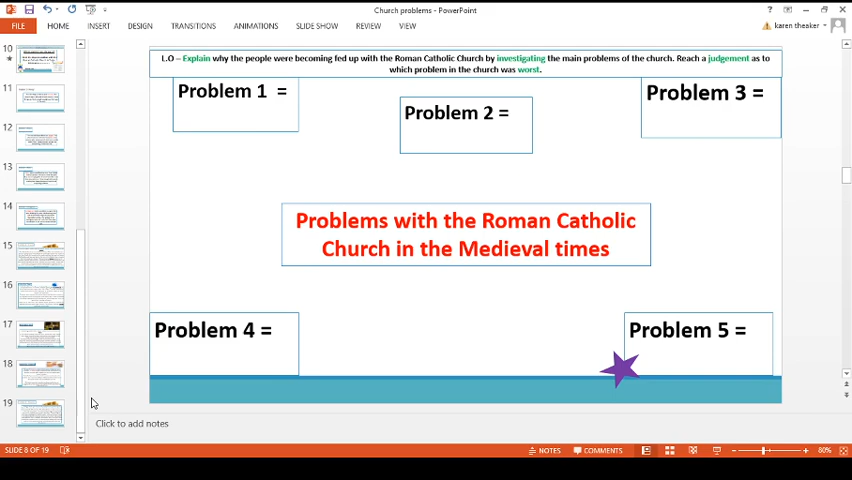 Church problems - PowerPoint
FILE HOME INSERT DESIGN TRANSITIONS ANIMATIONS SLIDE SHOW REVIEW VIEW
karen theaker
L.O – Explain why the people were becoming fed up with the Roman Catholic Church by investigating the main problems of the church. Reach a judgement as to
which problem in the church was worst.
Problem 1 =
Problem 2 =
Problem 3 =
Problems with the Roman Catholic
Church in the Medieval times
Problem 4 =
Problem 5 =
10
11
12
13
14
15
16
17
18
19
Click to add notes
SLIDE 8 OF 19 NOTES COMMENTS 80%